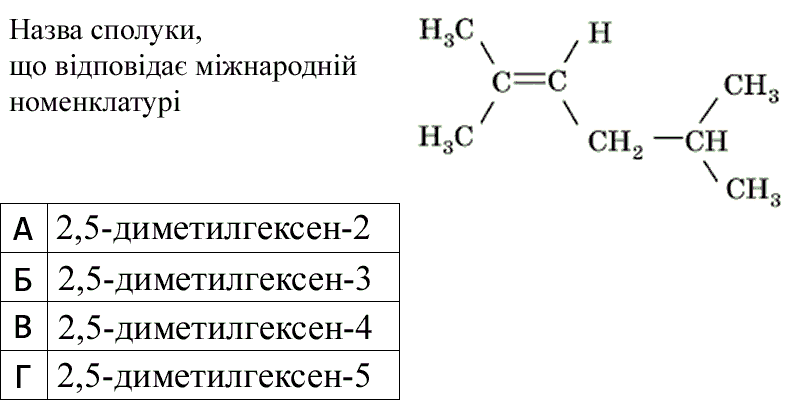 Назва сполуки,
що відповідає міжнародній
номенклатурі
H₃C H
C=C CH₃
H₃C CH₂—CH
CH₃
А 2,5-диметилгексен-2
Б 2,5-диметилгексен-3
В 2,5-диметилгексен-4
Г 2,5-диметилгексен-5